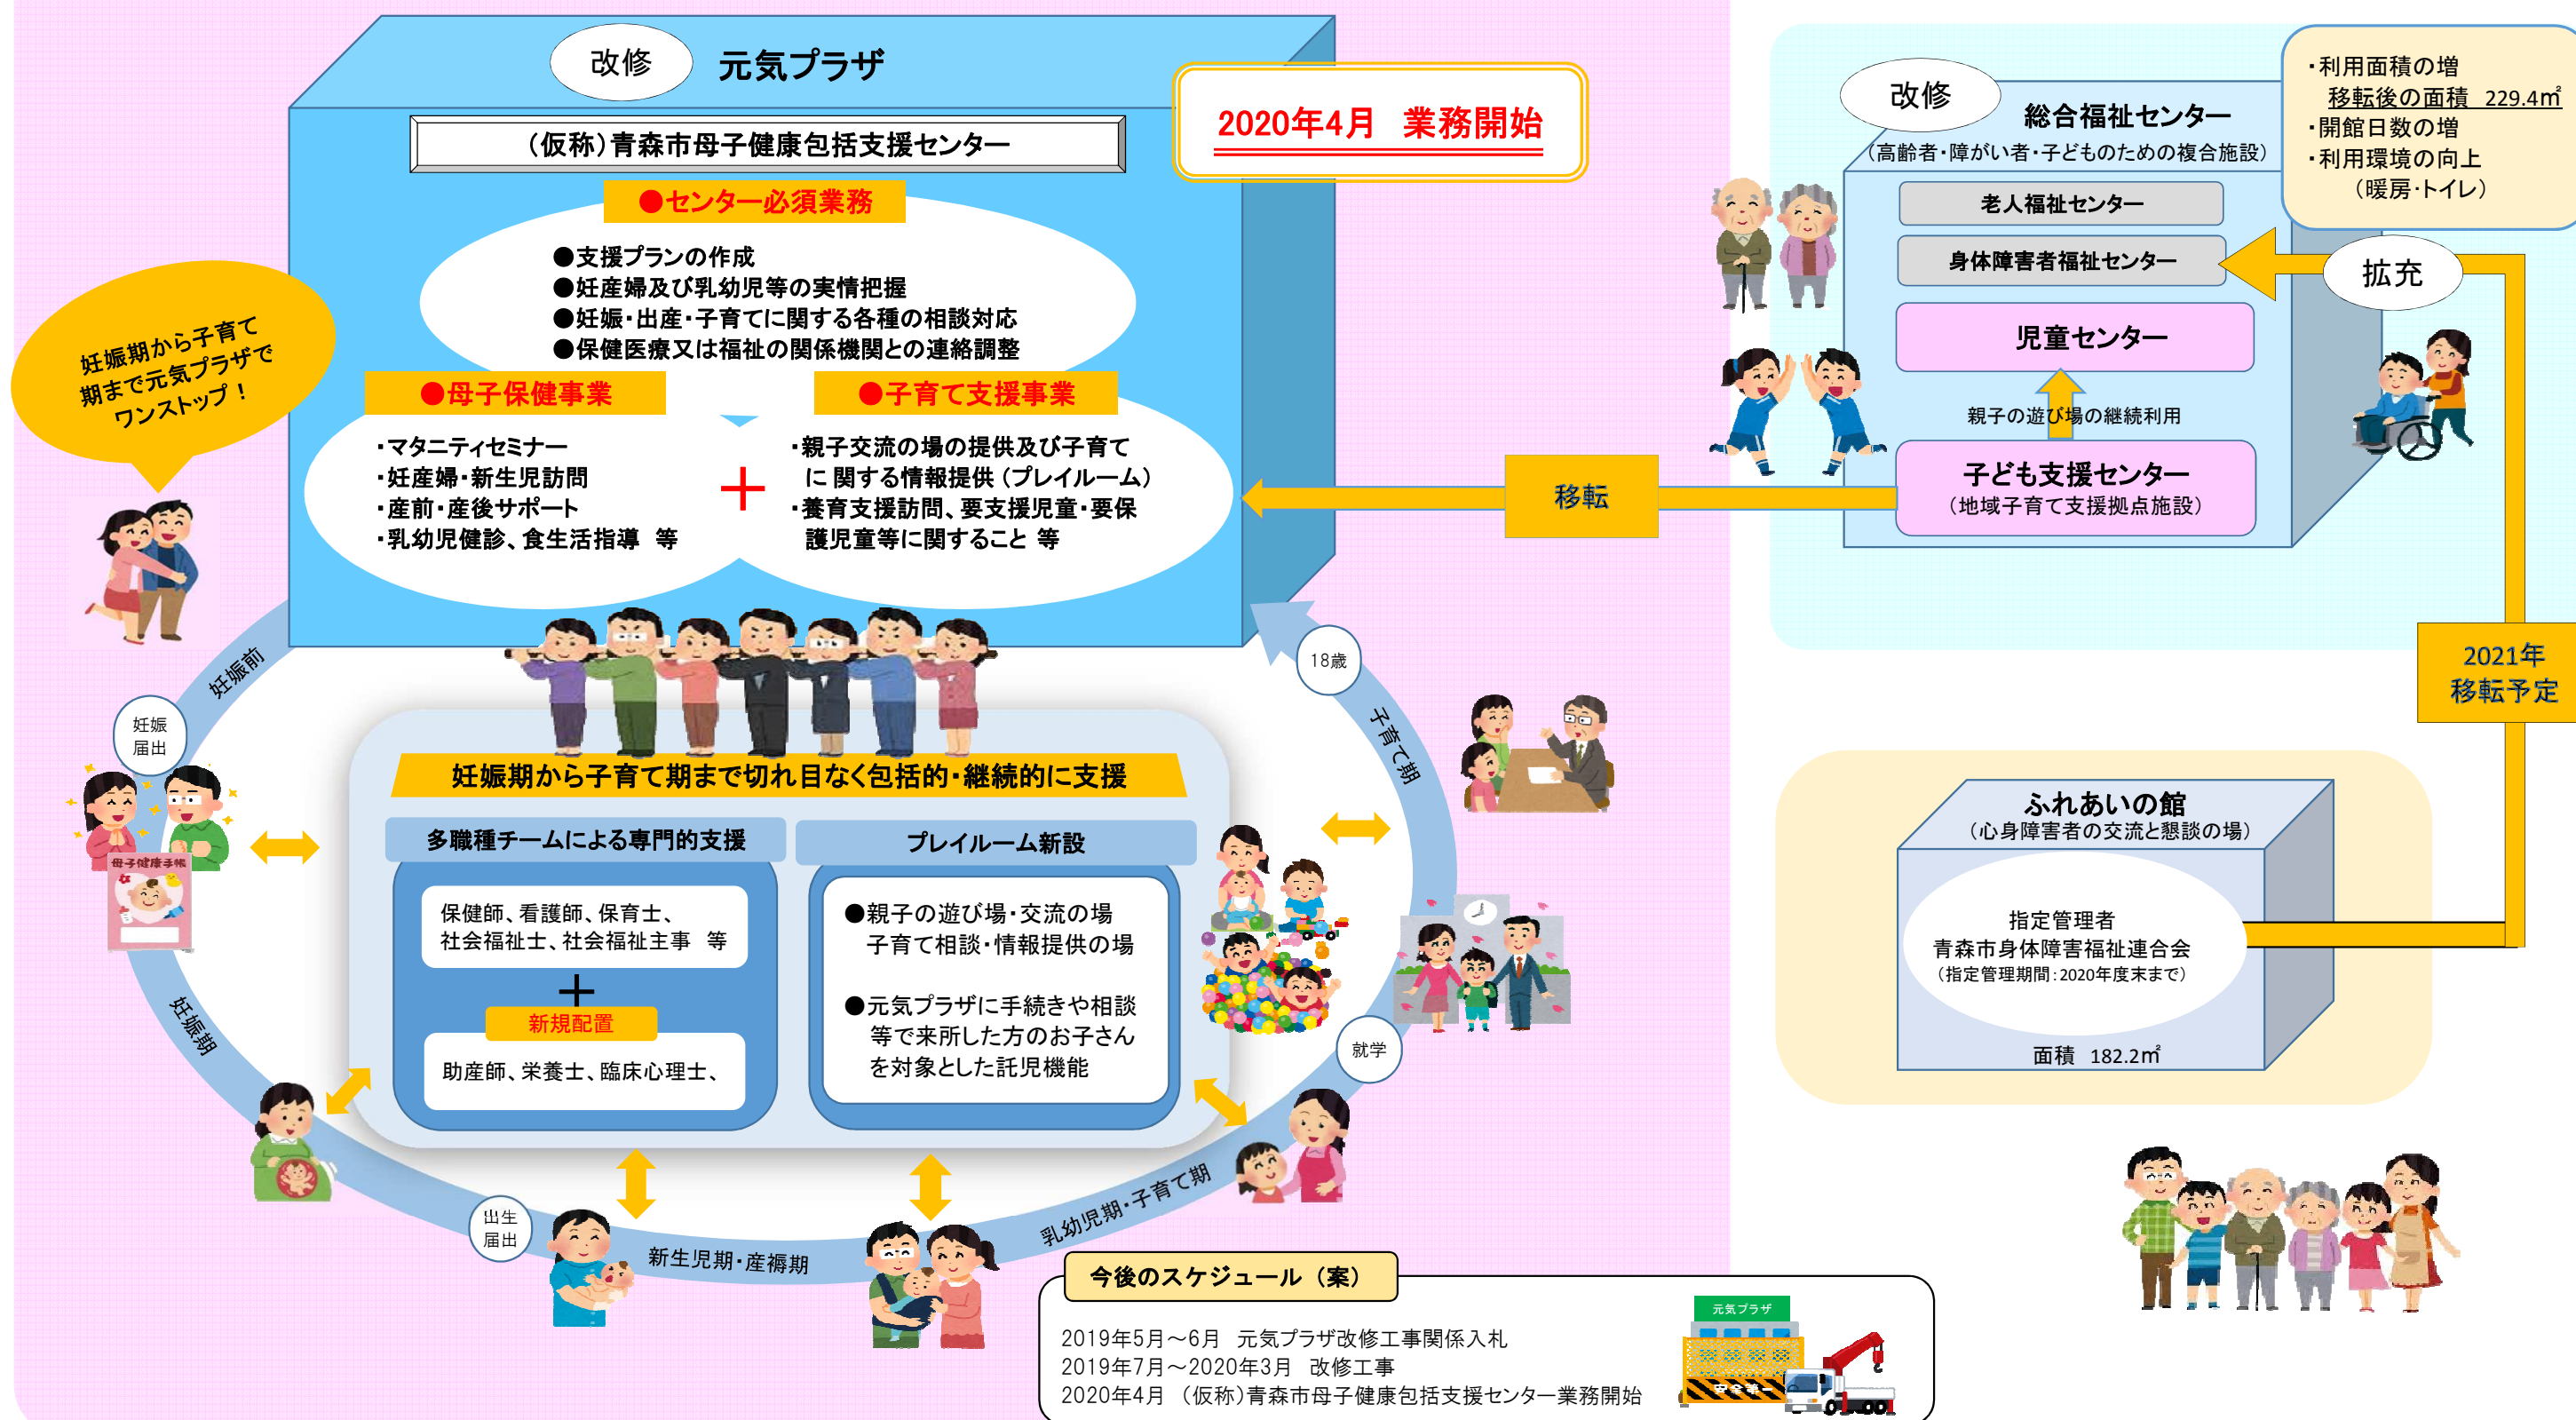 改修
元気プラザ
（仮称）青森市母子健康包括支援センター
2020年4月　業務開始
●センター必須業務
●支援プランの作成
●妊産婦及び乳幼児等の実情把握
●妊娠・出産・子育てに関する各種の相談対応
●保健医療又は福祉の関係機関との連絡調整
●母子保健事業
・マタニティセミナー
・妊産婦・新生児訪問
・産前・産後サポート
・乳幼児健診、食生活指導　等
＋
●子育て支援事業
・親子交流の場の提供及び子育て
に関する情報提供（プレイルーム）
・養育支援訪問、要支援児童・要保
護児童等に関すること 等
妊娠期から子育て
期まで元気プラザで
ワンストップ！
移転
改修
総合福祉センター
（高齢者・障がい者・子どものための複合施設）
老人福祉センター
身体障害者福祉センター
児童センター
親子の遊び場の継続利用
子ども支援センター
（地域子育て支援拠点施設）
・利用面積の増
移転後の面積　229.4㎡
・開館日数の増
・利用環境の向上
（暖房・トイレ）
拡充
2021年
移転予定
ふれあいの館
（心身障害者の交流と懇談の場）
指定管理者
青森市身体障害福祉連合会
（指定管理期間：2020年度末まで）
面積　182.2㎡
妊娠前
妊娠
届出
母子健康手帳
妊娠期
出生
届出
新生児期・産褥期
乳幼児期・子育て期
就学
子育て期
18歳
妊娠期から子育て期まで切れ目なく包括的・継続的に支援
多職種チームによる専門的支援
保健師、看護師、保育士、
社会福祉士、社会福祉主事　等
＋
新規配置
助産師、栄養士、臨床心理士、
プレイルーム新設
●親子の遊び場・交流の場
子育て相談・情報提供の場
●元気プラザに手続きや相談
等で来所した方のお子さん
を対象とした託児機能
今後のスケジュール（案）
2019年5月～6月　元気プラザ改修工事関係入札
2019年7月～2020年3月　改修工事
2020年4月　（仮称）青森市母子健康包括支援センター業務開始
元気プラザ
安全第一